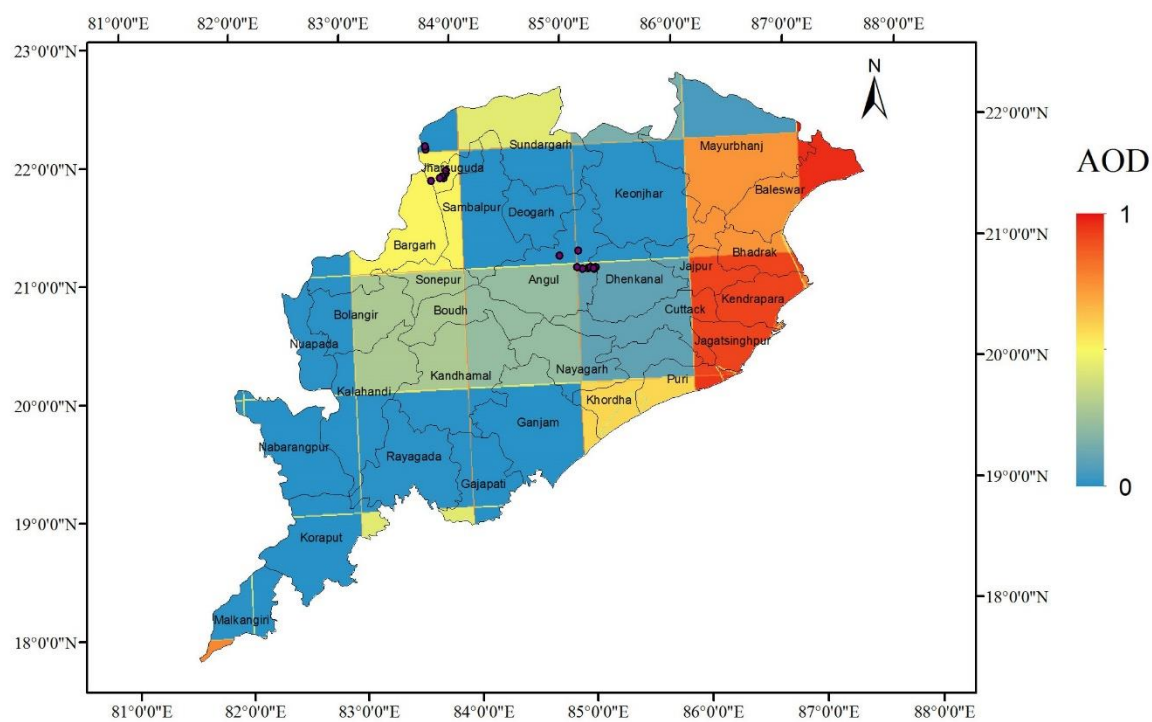 81°0'0"E 82°0'0"E 83°0'0"E 84°0'0"E 85°0'0"E 86°0'0"E 87°0'0"E 88°0'0"E
23°0'0"N
N
22°0'0"N
Sundargarh
Mayurbhanj
AOD
22°0'0"N
Jharsuguda
Keonjhar
Baleswar
Sambalpur
Deogarh
1
Bargarh
21°0'0"N
Bhadrak
Jajpur
21°0'0"N
Sonepur
Angul
Dhenkanal
Kendrapara
Bolangir
Boudh
Cuttack
Nuapada
Jagatsinghpur
20°0'0"N
Kandhamal
Nayagarh
Puri
Kalahandi
Khordha
20°0'0"N
Ganjam
Nabarangpur
Rayagada
19°0'0"N
Gajapati
0
19°0'0"N
Koraput
18°0'0"N
Malkangiri
18°0'0"N
81°0'0"E 82°0'0"E 83°0'0"E 84°0'0"E 85°0'0"E 86°0'0"E 87°0'0"E 88°0'0"E